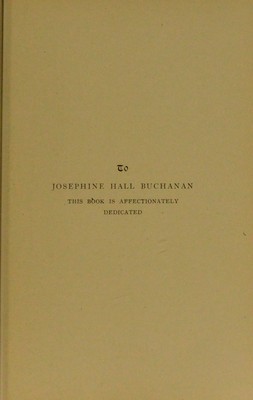 To
JOSEPHINE HALL BUCHANAN
THIS BOOK IS AFFECTIONATELY
DEDICATED